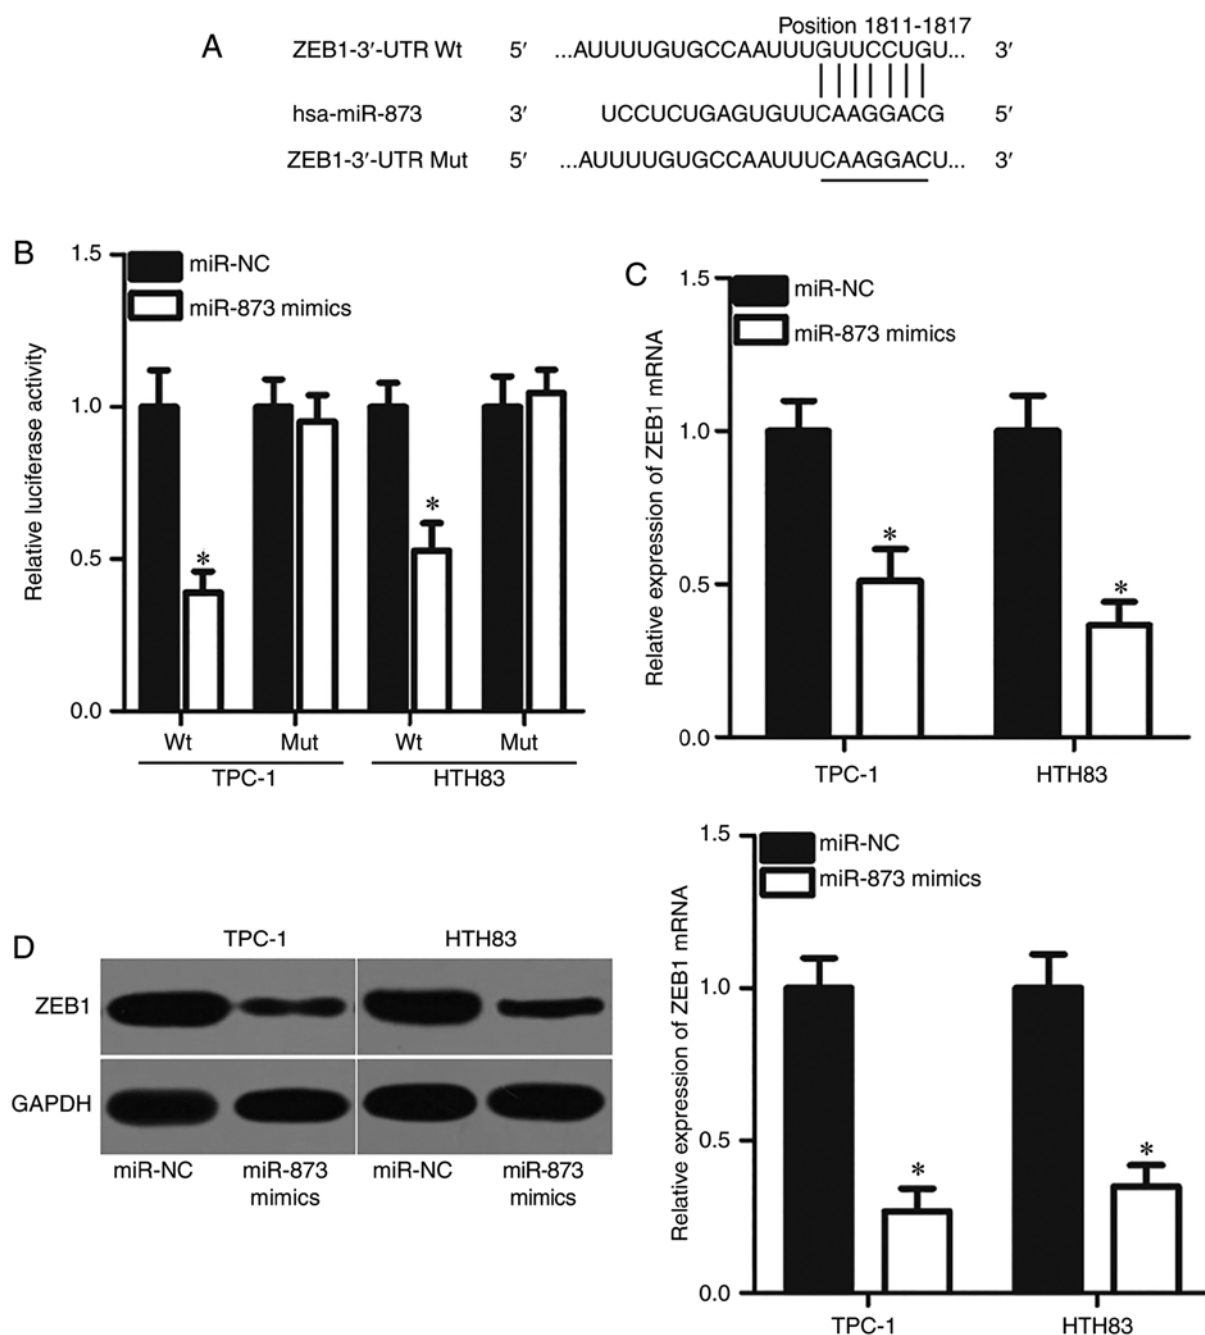 A
Position 1811-1817
ZEB1-3′-UTR Wt 5′ ...AUUUUGUGCCAAUUUGUUCCUGU... 3′
hsa-miR-873 3′ UCCUCUGAGUGUUCAAGGACG 5′
ZEB1-3′-UTR Mut 5′ ...AUUUUGUGCCAAUUUCAAGGACU... 3′
B
Relative luciferase activity
1.5
1.0
0.5
0.0
miR-NC
miR-873 mimics
*
*
Wt Mut Wt Mut
TPC-1 HTH83
C
Relative expression of ZEB1 mRNA
1.5
1.0
0.5
0.0
miR-NC
miR-873 mimics
*
*
TPC-1 HTH83
D
TPC-1 HTH83
ZEB1
GAPDH
miR-NC miR-873 miR-NC miR-873
mimics mimics
Relative expression of ZEB1 mRNA
1.5
1.0
0.5
0.0
miR-NC
miR-873 mimics
*
*
TPC-1 HTH83